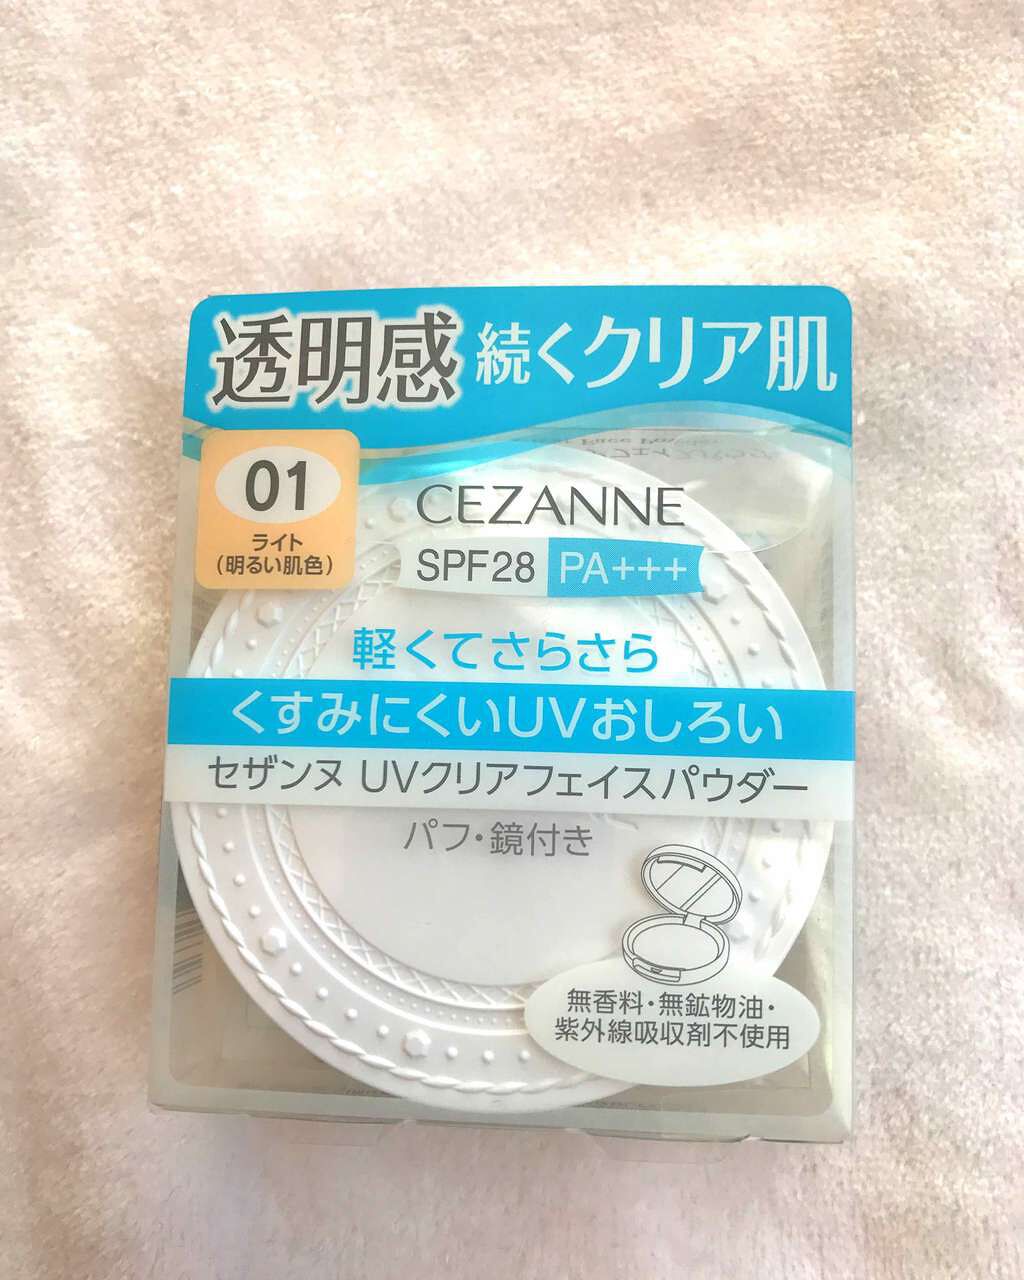 透明感 続くクリア肌
01
ライト
(明るい肌色)
CEZANNE
SPF28 PA+++
軽くてさらさら
くすみにくいUVおしろい
セザンヌ UVクリアフェイスパウダー
パフ・鏡付き
無香料・無鉱物油・
紫外線吸収剤不使用